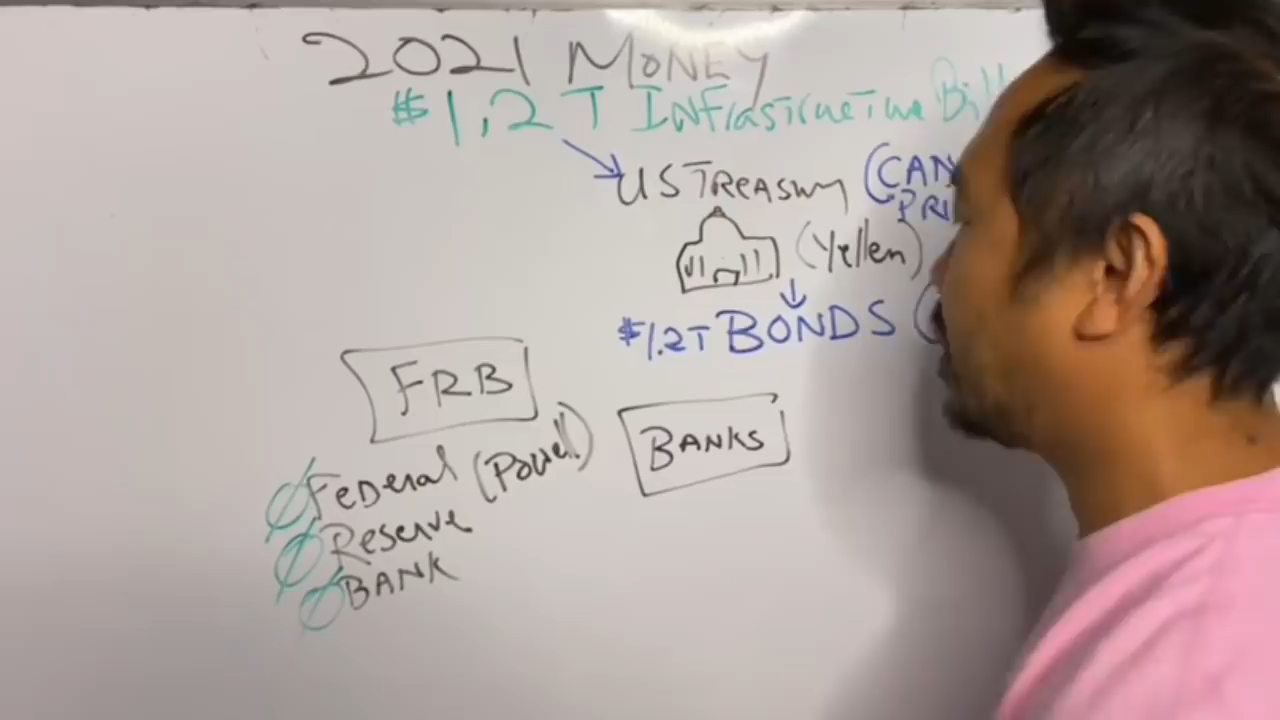 2021 MONEY
$1.2 T INFrastructure Bill
US Treasury (CAN
PRI
(Yellen)
$1.2T BONDS (
FRB
BANKS
Federal (Powell)
Reserve
BANK